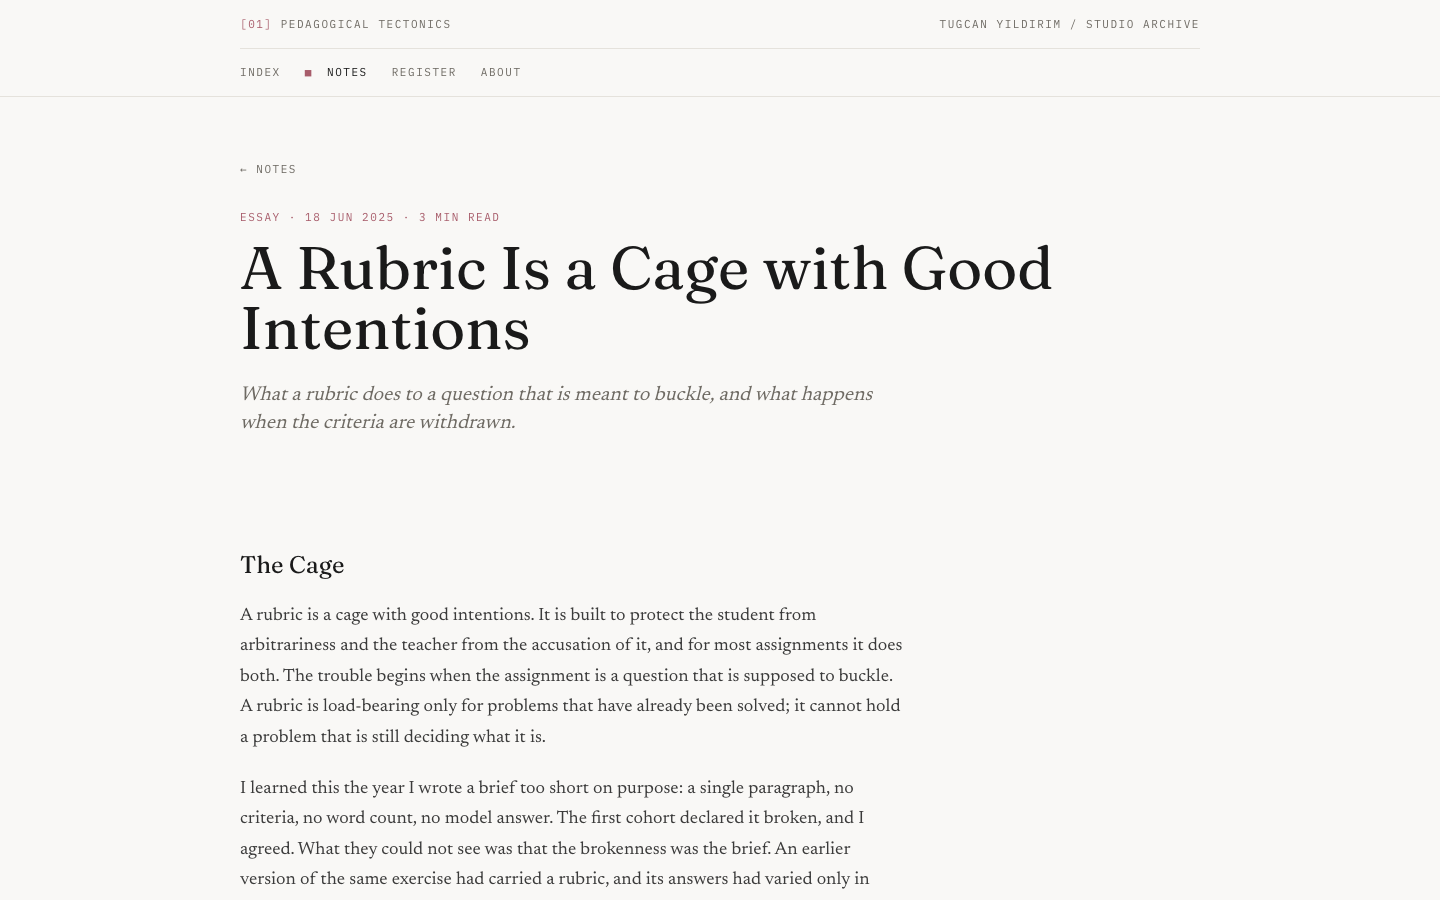 [01] PEDAGOGICAL TECTONICS
TUGCAN YILDIRIM / STUDIO ARCHIVE
INDEX ■ NOTES REGISTER ABOUT
← NOTES
ESSAY · 18 JUN 2025 · 3 MIN READ
A Rubric Is a Cage with Good
Intentions
What a rubric does to a question that is meant to buckle, and what happens
when the criteria are withdrawn.
The Cage
A rubric is a cage with good intentions. It is built to protect the student from
arbitrariness and the teacher from the accusation of it, and for most assignments it does
both. The trouble begins when the assignment is a question that is supposed to buckle.
A rubric is load-bearing only for problems that have already been solved; it cannot hold
a problem that is still deciding what it is.
I learned this the year I wrote a brief too short on purpose: a single paragraph, no
criteria, no word count, no model answer. The first cohort declared it broken, and I
agreed. What they could not see was that the brokenness was the brief. An earlier
version of the same exercise had carried a rubric, and its answers had varied only in